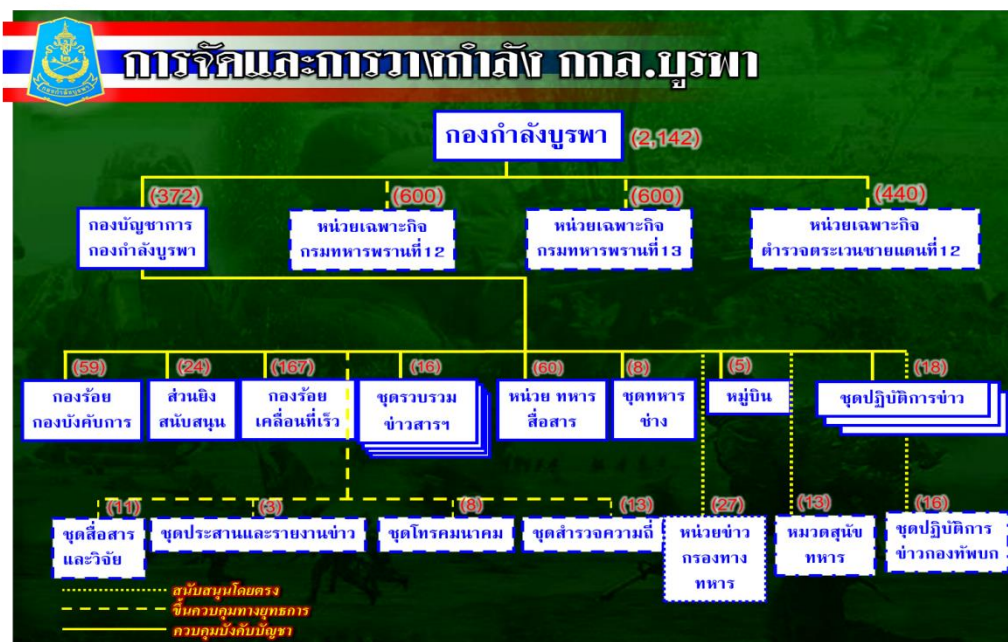 การจัดและการวางกำลัง กกล.บูรพา
กองกำลังบูรพา
(2,142)
(372)
(600)
(600)
(440)
กองบัญชาการ
กองกำลังบูรพา
หน่วยเฉพาะกิจ
กรมทหารพรานที่12
หน่วยเฉพาะกิจ
กรมทหารพรานที่13
หน่วยเฉพาะกิจ
ตำรวจตระเวนชายแดนที่12
(59)
(24)
(167)
(16)
(60)
(8)
(5)
(18)
กองร้อย
กองบังคับการ
ส่วนยิง
สนับสนุน
กองร้อย
เคลื่อนที่เร็ว
ชุดรวบรวม
ข่าวสารฯ
หน่วย ทหาร
สื่อสาร
ชุดทหาร
ช่าง
หมู่บิน
ชุดปฏิบัติการข่าว
(11)
(3)
(8)
(13)
(27)
(13)
(16)
ชุดสื่อสาร
และวิจัย
ชุดประสานและรายงานข่าว
ชุดโทรคมนาคม
ชุดสำรวจความถี่
หน่วยข่าว
กรองทาง
ทหาร
หมวดสุนัข
ทหาร
ชุดปฏิบัติการ
ข่าวกองทัพบก
สนับสนุนโดยตรง
ขึ้นควบคุมทางยุทธการ
ควบคุมบังคับบัญชา